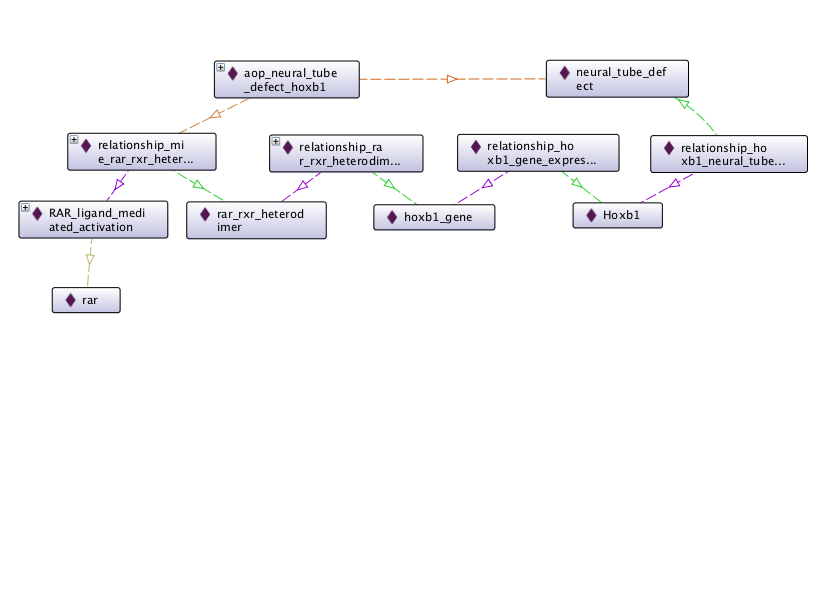 aop_neural_tube
_defect_hoxb1
neural_tube_def
ect
relationship_mi
e_rar_rxr_heter...
relationship_ra
r_rxr_heterodim...
relationship_ho
xb1_gene_expres...
relationship_ho
xb1_neural_tube...
RAR_ligand_medi
ated_activation
rar_rxr_heterod
imer
hoxb1_gene
Hoxb1
rar